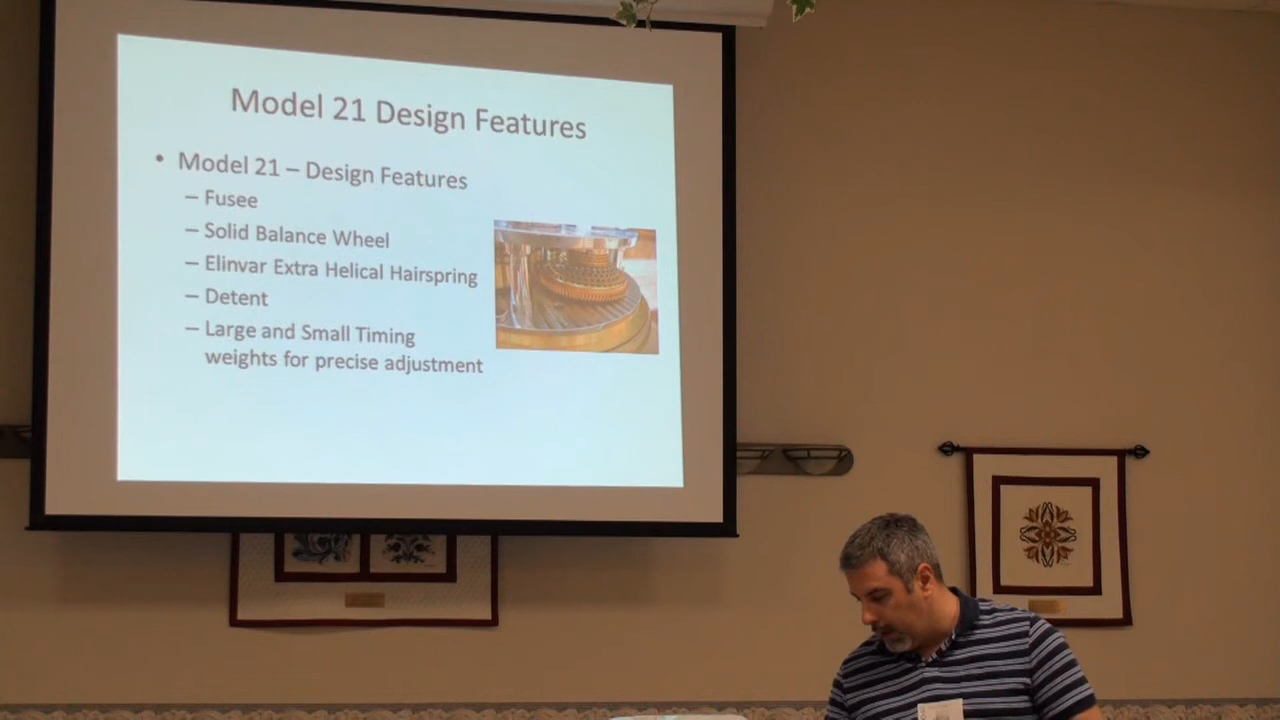 Model 21 Design Features
• Model 21 – Design Features
– Fusee
– Solid Balance Wheel
– Elinvar Extra Helical Hairspring
– Detent
– Large and Small Timing
weights for precise adjustment